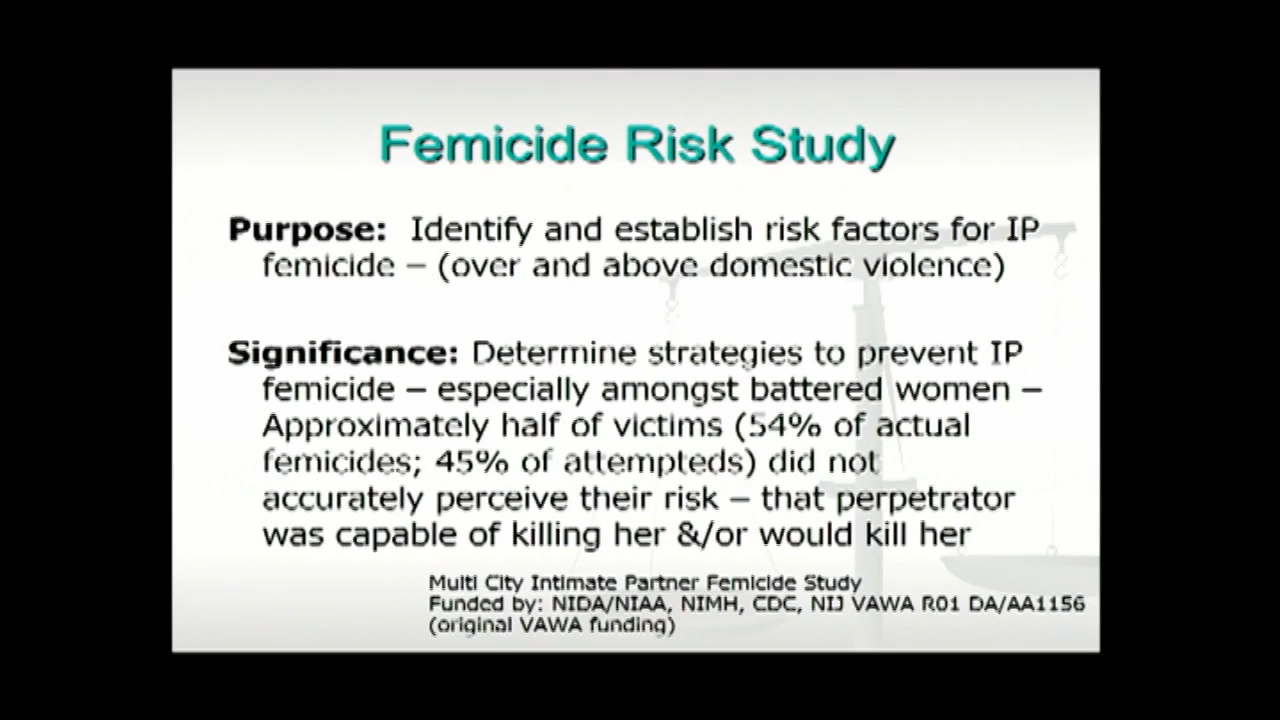 Femicide Risk Study
Purpose: Identify and establish risk factors for IP
femicide – (over and above domestic violence)
Significance: Determine strategies to prevent IP
femicide – especially amongst battered women –
Approximately half of victims (54% of actual
femicides; 45% of attempteds) did not
accurately perceive their risk – that perpetrator
was capable of killing her &/or would kill her
Multi City Intimate Partner Femicide Study
Funded by: NIDA/NIAA, NIMH, CDC, NIJ VAWA R01 DA/AA1156
(original VAWA funding)